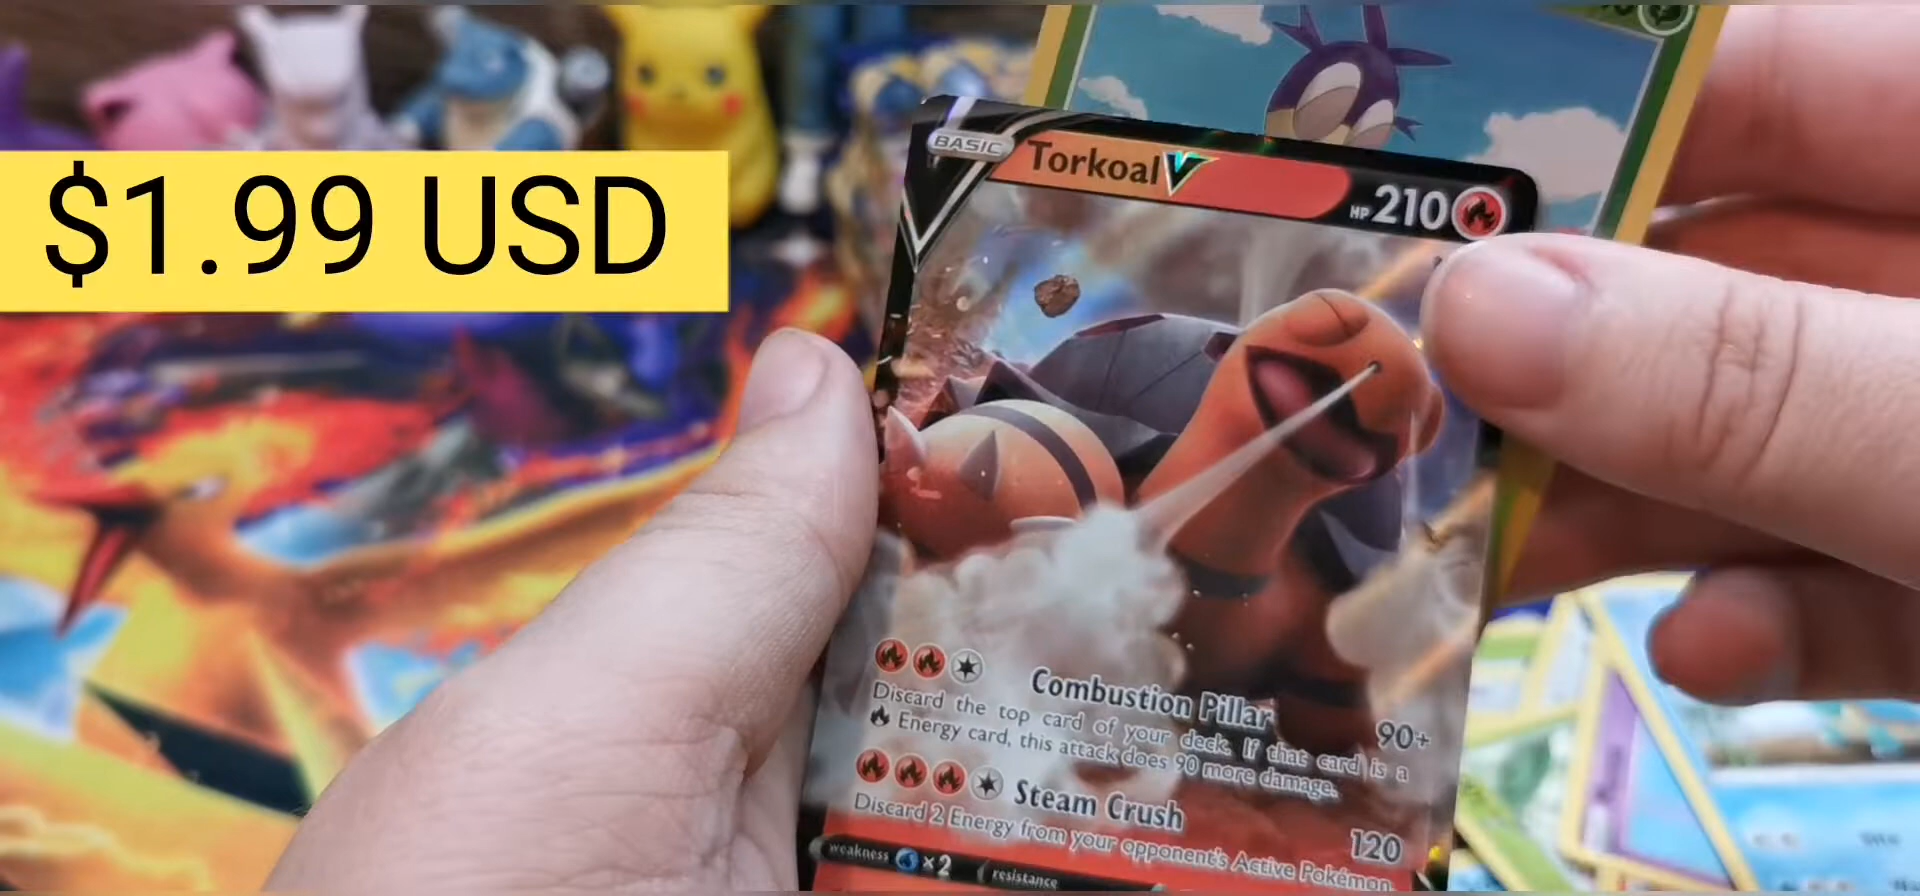 $1.99 USD
BASIC
Torkoal V
HP 210
Combustion Pillar 90+
Discard the top card of your deck. If that card is a
Energy card, this attack does 90 more damage.
Steam Crush 120
Discard 2 Energy from your opponent's Active Pokémon.
weakness ×2 resistance